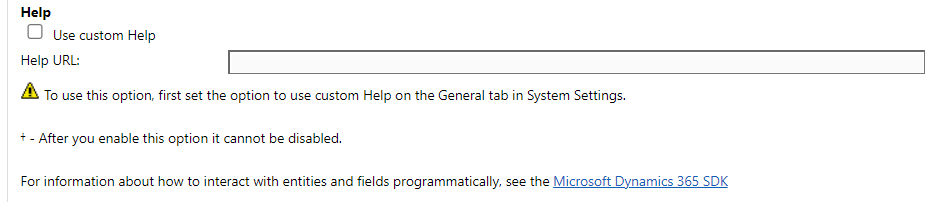 Help
Use custom Help
Help URL:
To use this option, first set the option to use custom Help on the General tab in System Settings.
† - After you enable this option it cannot be disabled.
For information about how to interact with entities and fields programmatically, see the Microsoft Dynamics 365 SDK